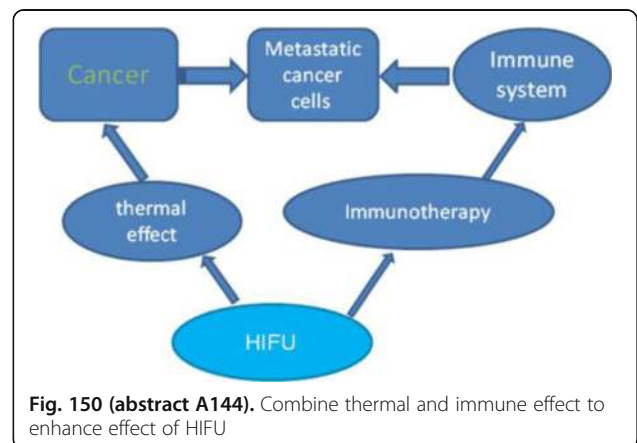 Cancer
Metastatic
cancer
cells
Immune
system
thermal
effect
Immunotherapy
HIFU
Fig. 150 (abstract A144). Combine thermal and immune effect to
enhance effect of HIFU